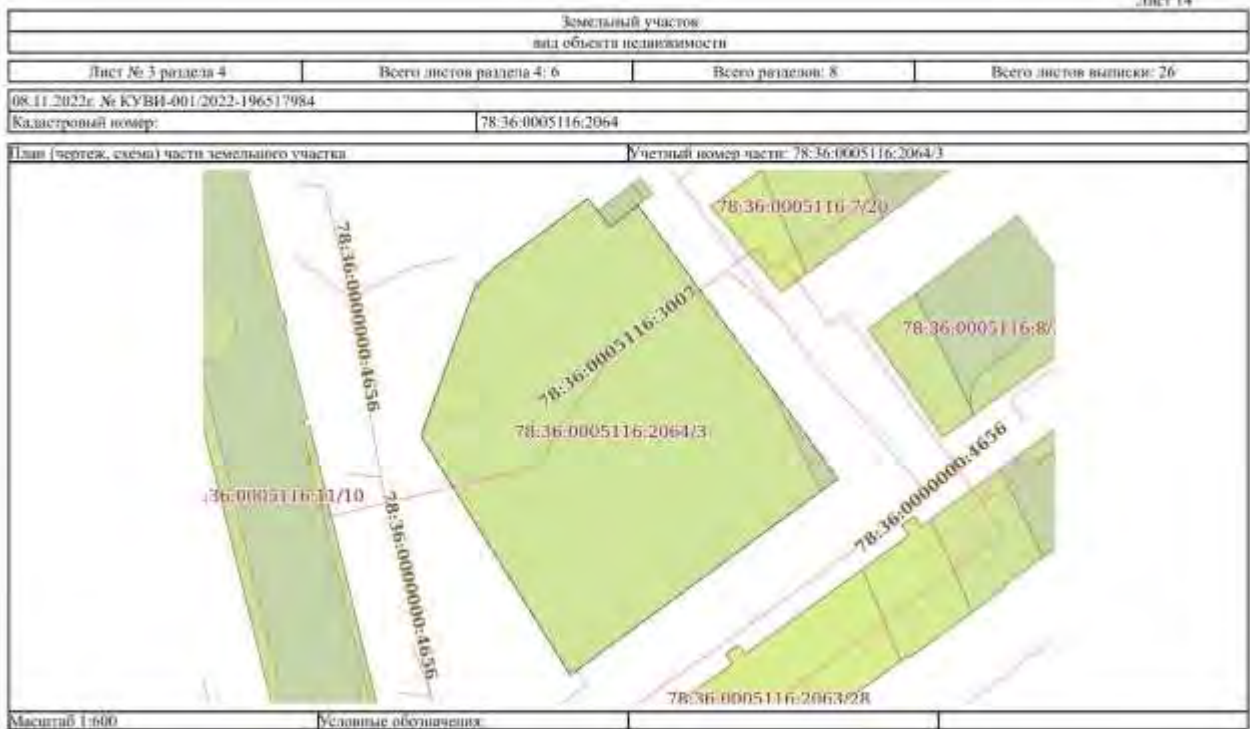 Лист 14
Земельный участок
вид объекта недвижимости
Лист № 3 раздела 4 Всего листов раздела 4: 6 Всего разделов: 8 Всего листов выписки: 26
08.11.2022г. № КУВИ-001/2022-196517984
Кадастровый номер: 78:36:0005116:2064
План (чертеж, схема) части земельного участка Учетный номер части: 78:36:0005116:2064/3
78:36:0005116:7/20
78:36:0000000:4656
78:36:0005116:3007
78:36:0005116:8/
78:36:0005116:2064/3
78:36:0000000:4656
:36:0005116:11/10
78:36:0000000:4656
78:36:0005116:2063/28
Масштаб 1:600 Условные обозначения: